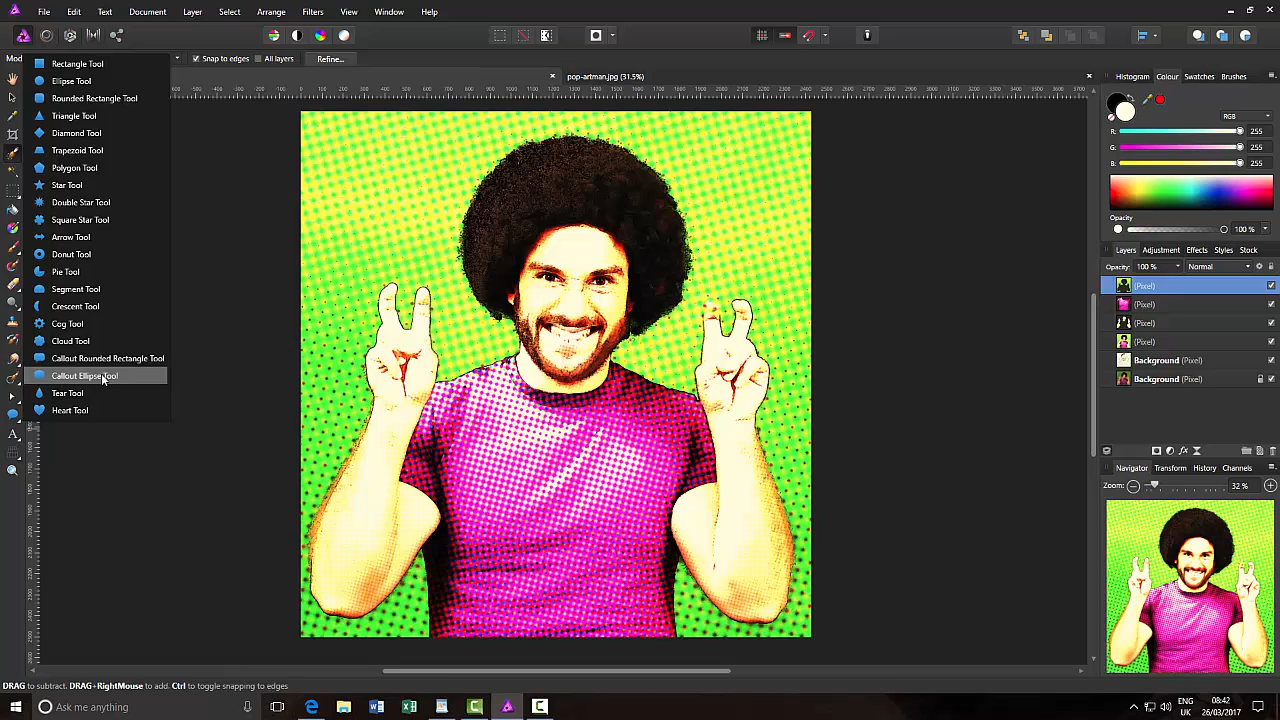 File Edit Text Document Layer Select Arrange Filters View Window Help
Mod Snap to edges All layers Refine...
pop-artman.jpg (31.5%)
Rectangle Tool
Ellipse Tool
Rounded Rectangle Tool
Triangle Tool
Diamond Tool
Trapezoid Tool
Polygon Tool
Star Tool
Double Star Tool
Square Star Tool
Arrow Tool
Donut Tool
Pie Tool
Segment Tool
Crescent Tool
Cog Tool
Cloud Tool
Callout Rounded Rectangle Tool
Callout Ellipse Tool
Tear Tool
Heart Tool
Histogram Colour Swatches Brushes
RGB
R: 255
G: 255
B: 255
Opacity
100 %
Layers Adjustment Effects Styles Stock
Opacity: 100 % Normal
(Pixel)
(Pixel)
(Pixel)
(Pixel)
Background (Pixel)
Background (Pixel)
Navigator Transform History Channels
Zoom: 32 %
DRAG to subtract. DRAG+RightMouse to add. Ctrl to toggle snapping to edges
Ask me anything
ENG
UK
08:42
26/03/2017